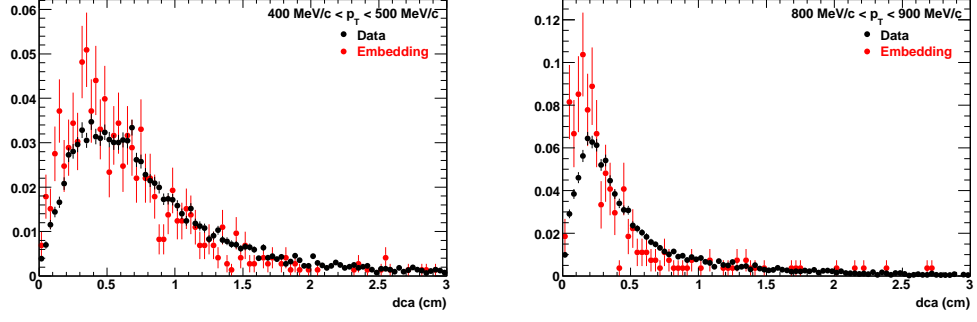 400 MeV/c < p_T < 500 MeV/c
Data
Embedding
0.06
0.05
0.04
0.03
0.02
0.01
0
0 0.5 1 1.5 2 2.5 3
dca (cm)
800 MeV/c < p_T < 900 MeV/c
Data
Embedding
0.12
0.1
0.08
0.06
0.04
0.02
0
0 0.5 1 1.5 2 2.5 3
dca (cm)